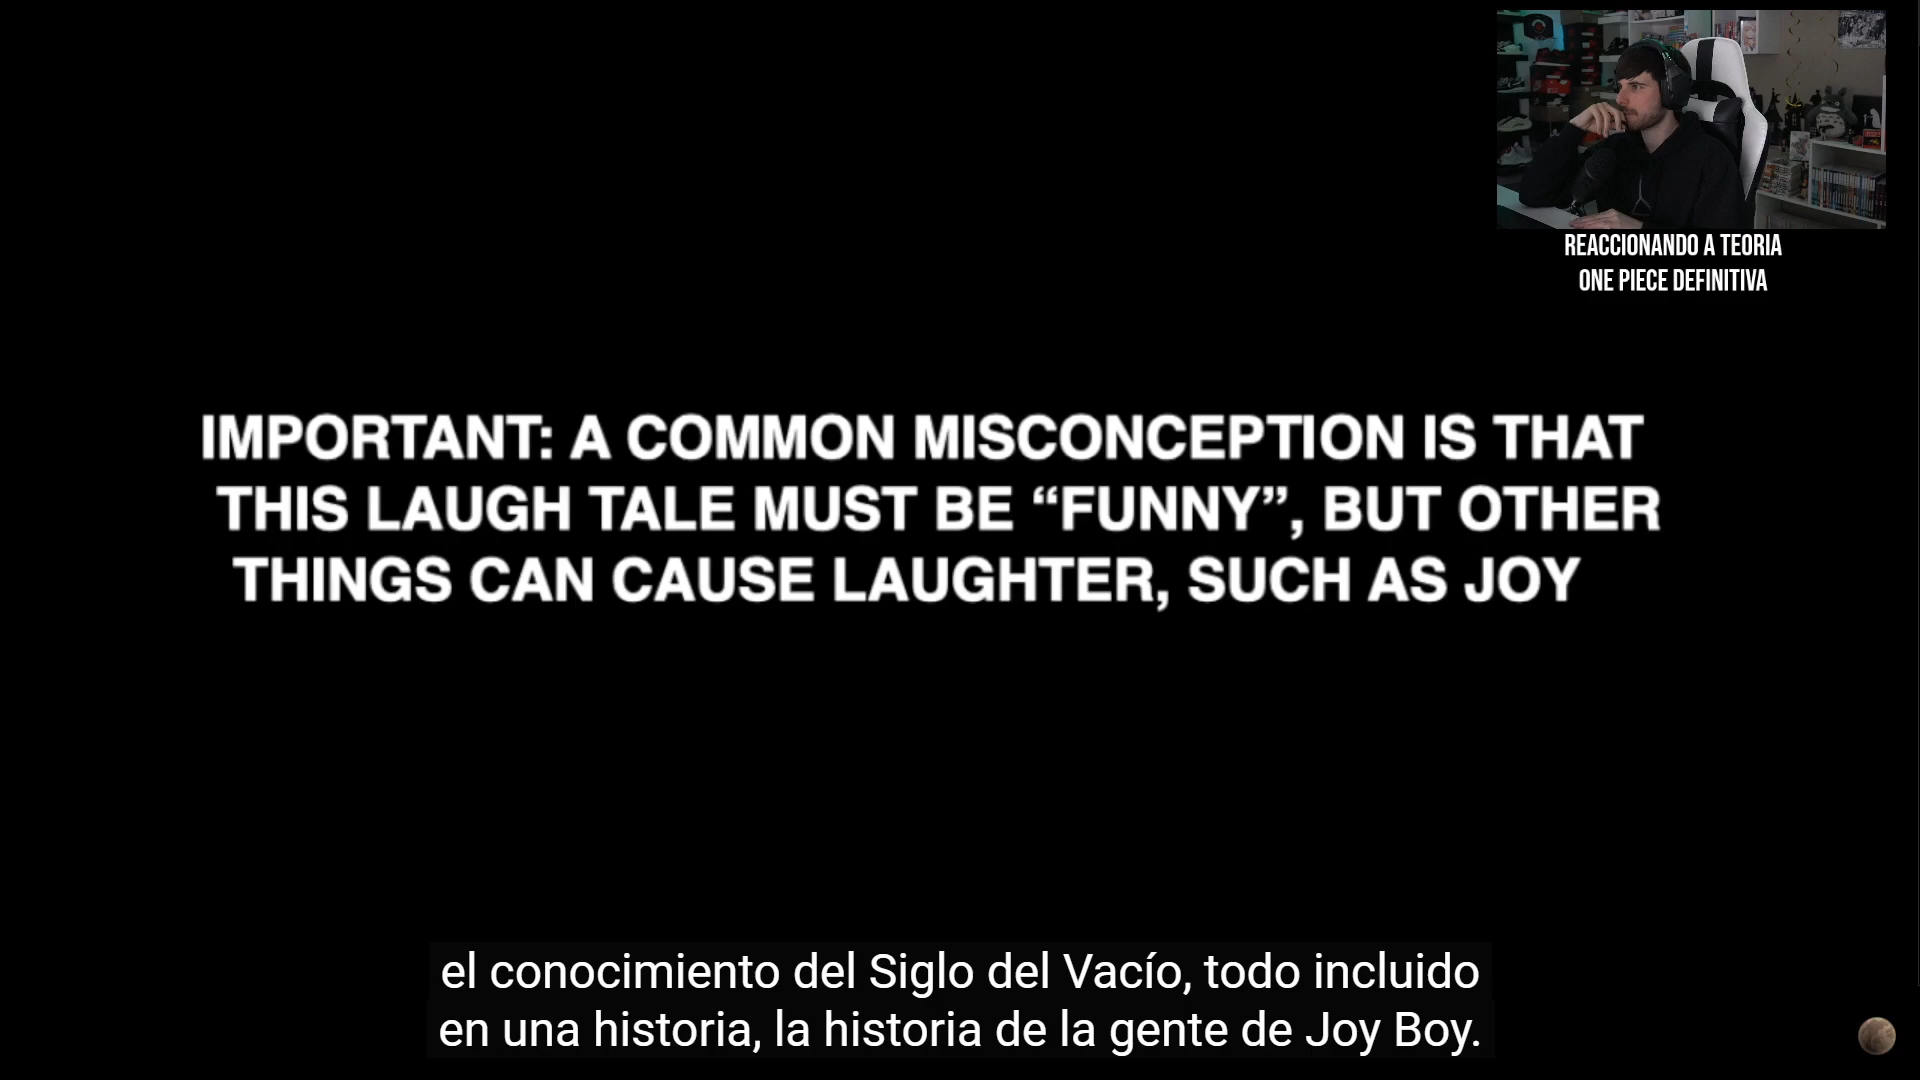 REACCIONANDO A TEORIA
ONE PIECE DEFINITIVA
IMPORTANT: A COMMON MISCONCEPTION IS THAT
THIS LAUGH TALE MUST BE “FUNNY”, BUT OTHER
THINGS CAN CAUSE LAUGHTER, SUCH AS JOY
el conocimiento del Siglo del Vacío, todo incluido
en una historia, la historia de la gente de Joy Boy.